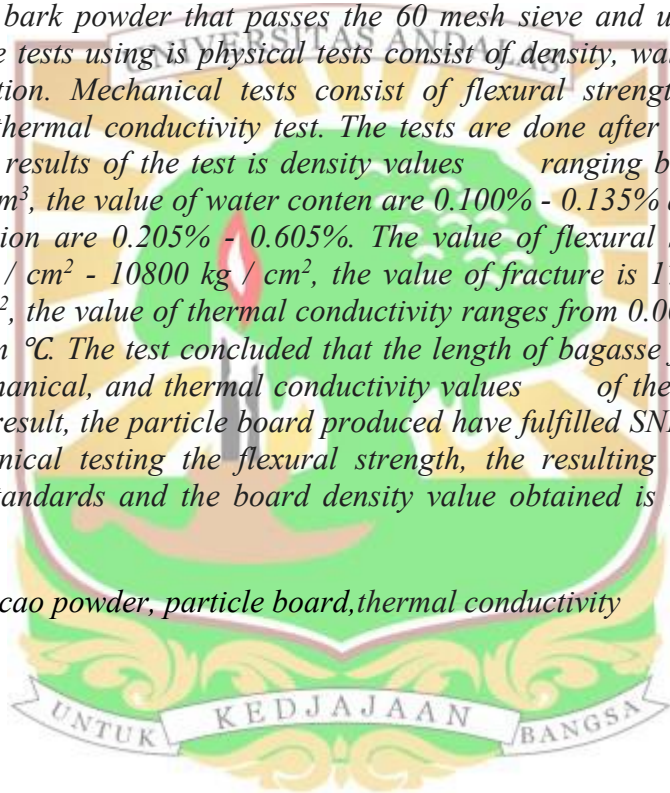 bark powder that passes the 60 mesh sieve and u
e tests using is physical tests consist of density, wa
tion. Mechanical tests consist of flexural strengt
thermal conductivity test. The tests are done after
results of the test is density values ranging b
m³, the value of water conten are 0.100% - 0.135%
ion are 0.205% - 0.605%. The value of flexural
/ cm² - 10800 kg / cm², the value of fracture is 1
², the value of thermal conductivity ranges from 0.0
m °C. The test concluded that the length of bagasse
hanical, and thermal conductivity values of the
result, the particle board produced have fulfilled SNI
nical testing the flexural strength, the resulting
tandards and the board density value obtained is
cao powder, particle board,thermal conductivity
UNIVERSITAS ANDALAS
UNTUK KEDJAJAAN BANGSA